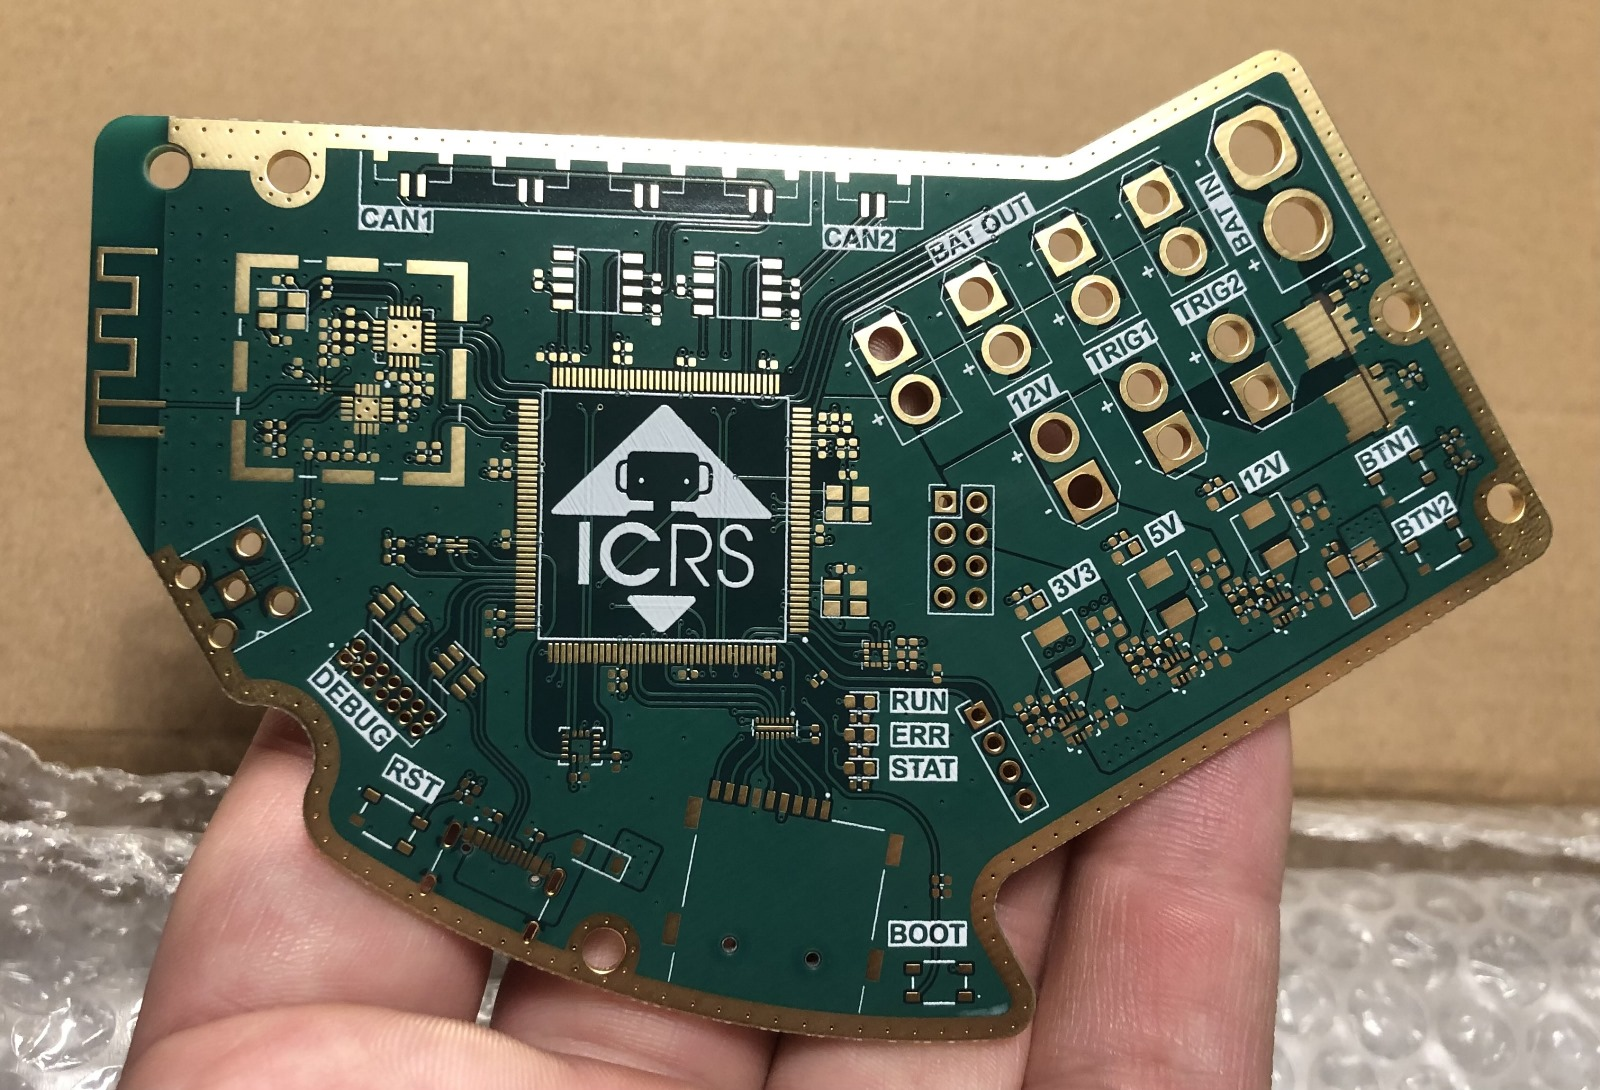 CAN1
CAN2
BAT OUT
BAT IN
-
+
-
+
-
+
-
+
-
+
TRIG2
+
-
TRIG1
+
-
12V
+
-
ICRS
BTN1
BTN2
12V
5V
3V3
DEBUG
RST
RUN
ERR
STAT
BOOT